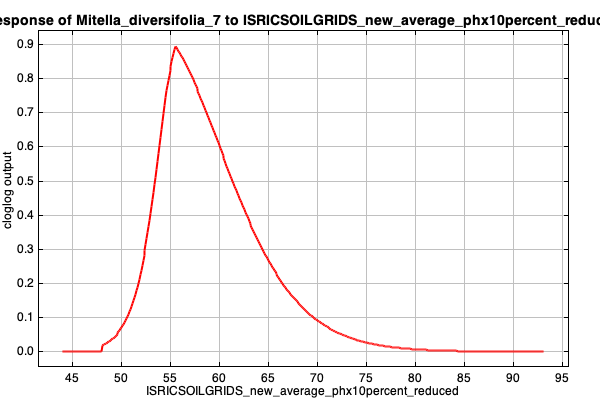 esponse of Mitella_diversifolia_7 to ISRICSOILGRIDS_new_average_phx10percent_reduc
0.9
0.8
0.7
0.6
0.5
0.4
0.3
0.2
0.1
0.0
cloglog output
45 50 55 60 65 70 75 80 85 90 95
ISRICSOILGRIDS_new_average_phx10percent_reduced